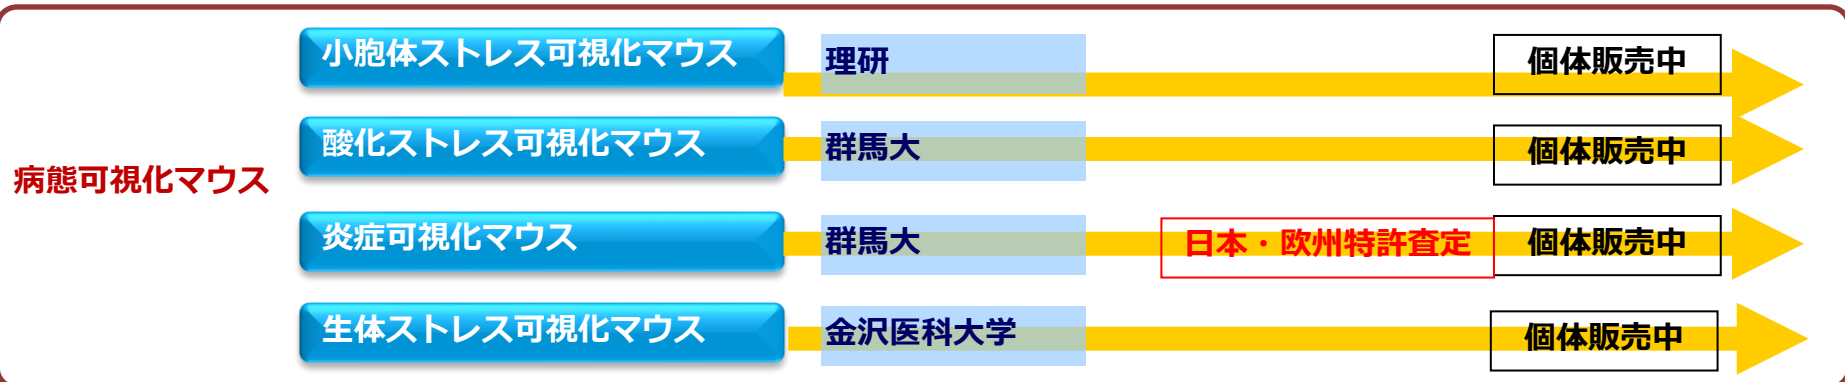 小胞体ストレス可視化マウス 理研 個体販売中
酸化ストレス可視化マウス 群馬大 個体販売中
病態可視化マウス
炎症可視化マウス 群馬大 日本・欧州特許査定 個体販売中
生体ストレス可視化マウス 金沢医科大学 個体販売中